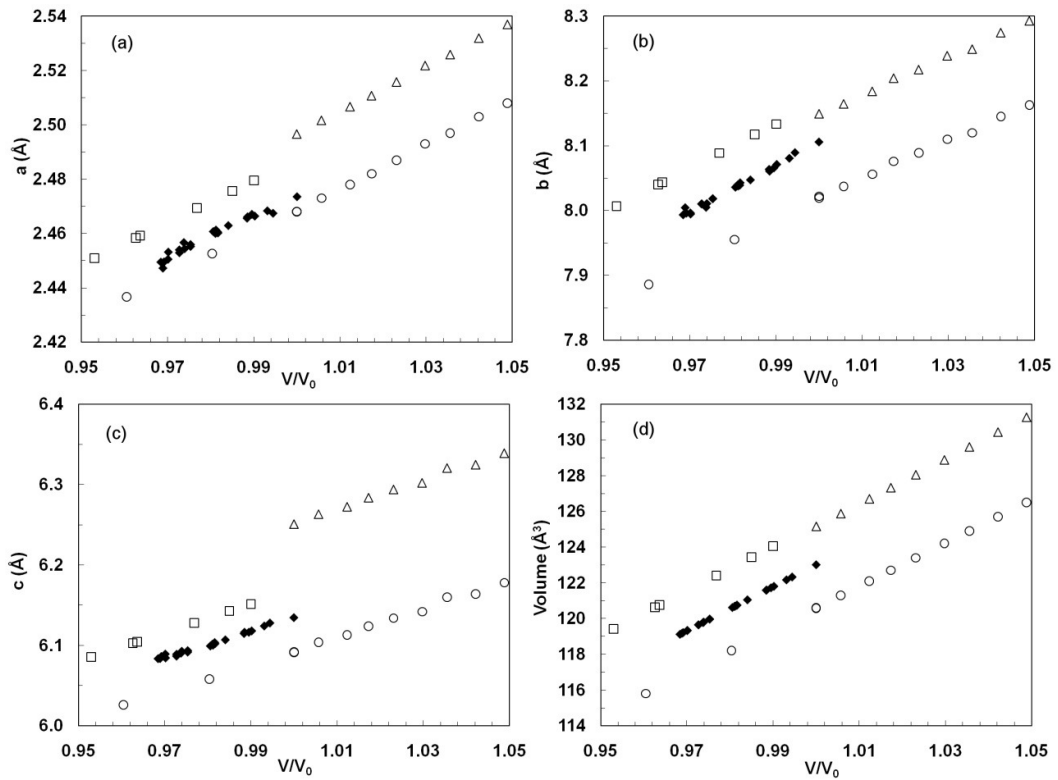 (a)
2.54
2.52
2.50
2.48
2.46
2.44
2.42
a (Å)
0.95 0.97 0.99 1.01 1.03 1.05
V/V0
(b)
8.3
8.2
8.1
8.0
7.9
7.8
b (Å)
0.95 0.97 0.99 1.01 1.03 1.05
V/V0
(c)
6.4
6.3
6.2
6.1
6.0
c (Å)
0.95 0.97 0.99 1.01 1.03 1.05
V/V0
(d)
132
130
128
126
124
122
120
118
116
114
Volume (Å3)
0.95 0.97 0.99 1.01 1.03 1.05
V/V0